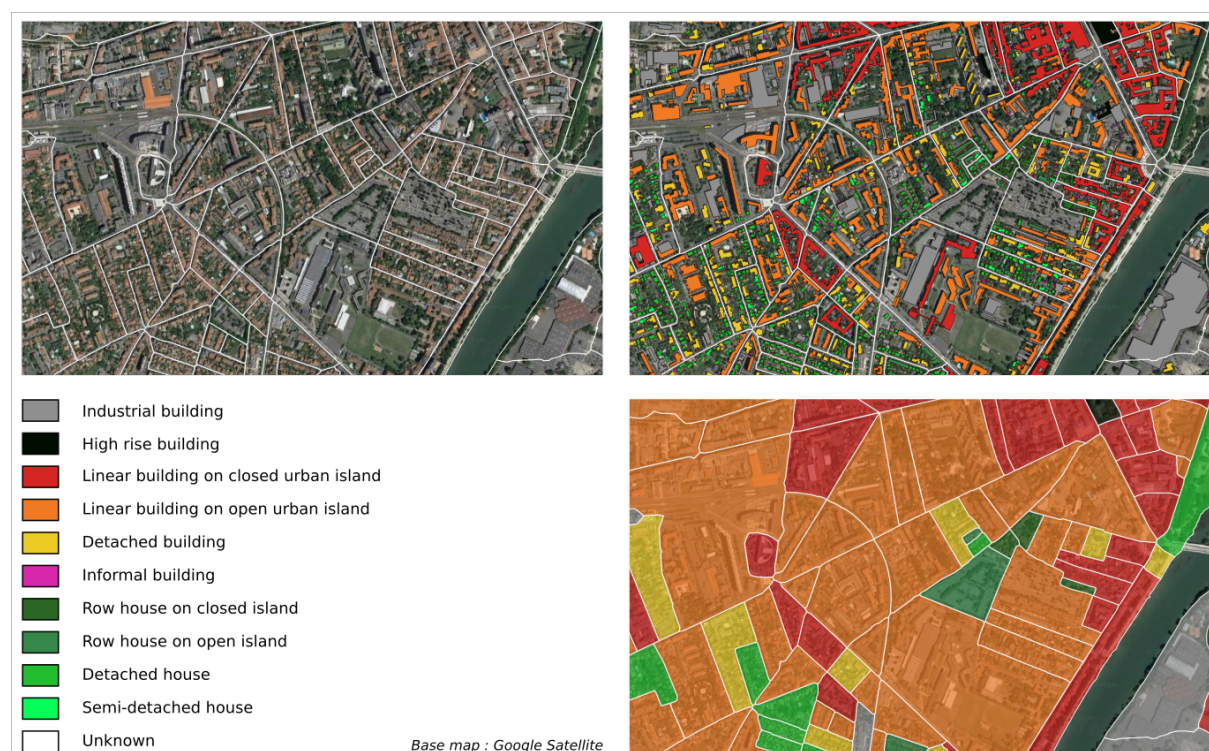 Industrial building
High rise building
Linear building on closed urban island
Linear building on open urban island
Detached building
Informal building
Row house on closed island
Row house on open island
Detached house
Semi-detached house
Unknown
Base map : Google Satellite